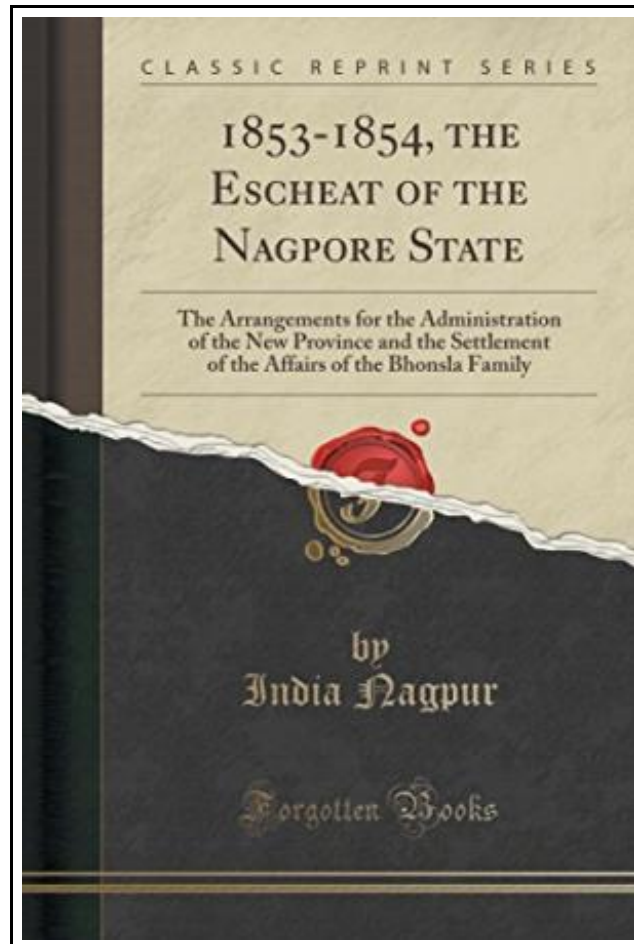 CLASSIC REPRINT SERIES
1853-1854, THE
ESCHEAT OF THE
NAGPORE STATE
The Arrangements for the Administration
of the New Province and the Settlement
of the Affairs of the Bhonsla Family
F
by
India Nagpur
Forgotten Books